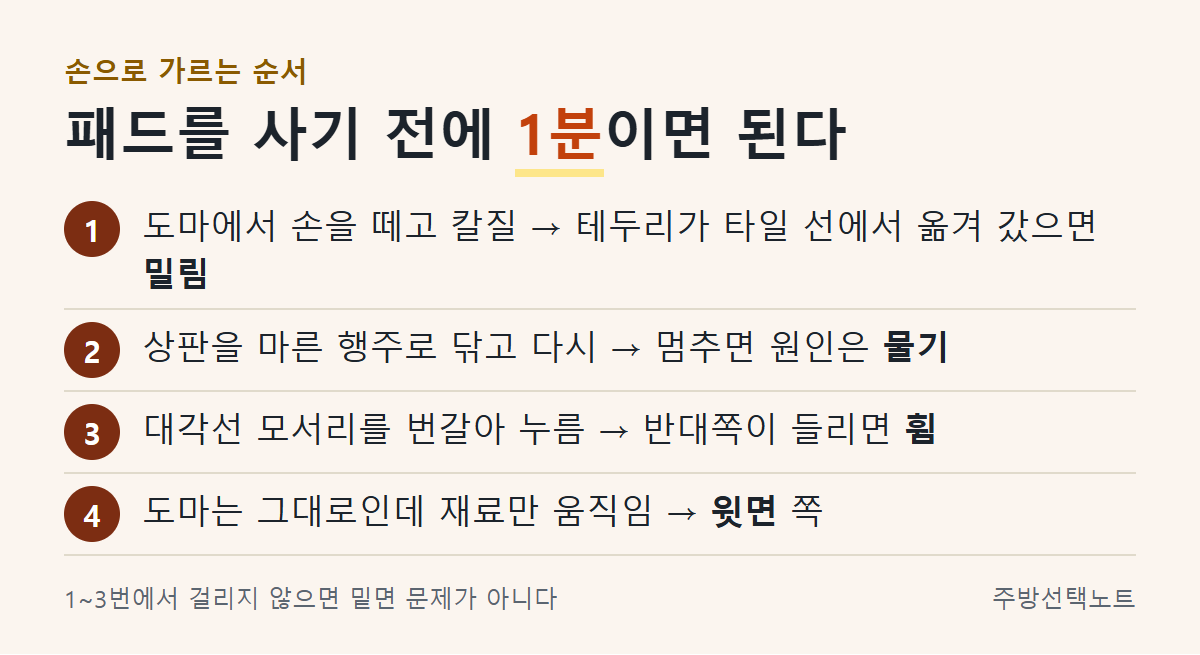 손으로 가르는 순서
패드를 사기 전에 1분이면 된다
1 도마에서 손을 떼고 칼질 → 테두리가 타일 선에서 옮겨 갔으면
밀림
2 상판을 마른 행주로 닦고 다시 → 멈추면 원인은 물기
3 대각선 모서리를 번갈아 누름 → 반대쪽이 들리면 휨
4 도마는 그대로인데 재료만 움직임 → 윗면 쪽
1~3번에서 걸리지 않으면 밑면 문제가 아니다
주방선택노트